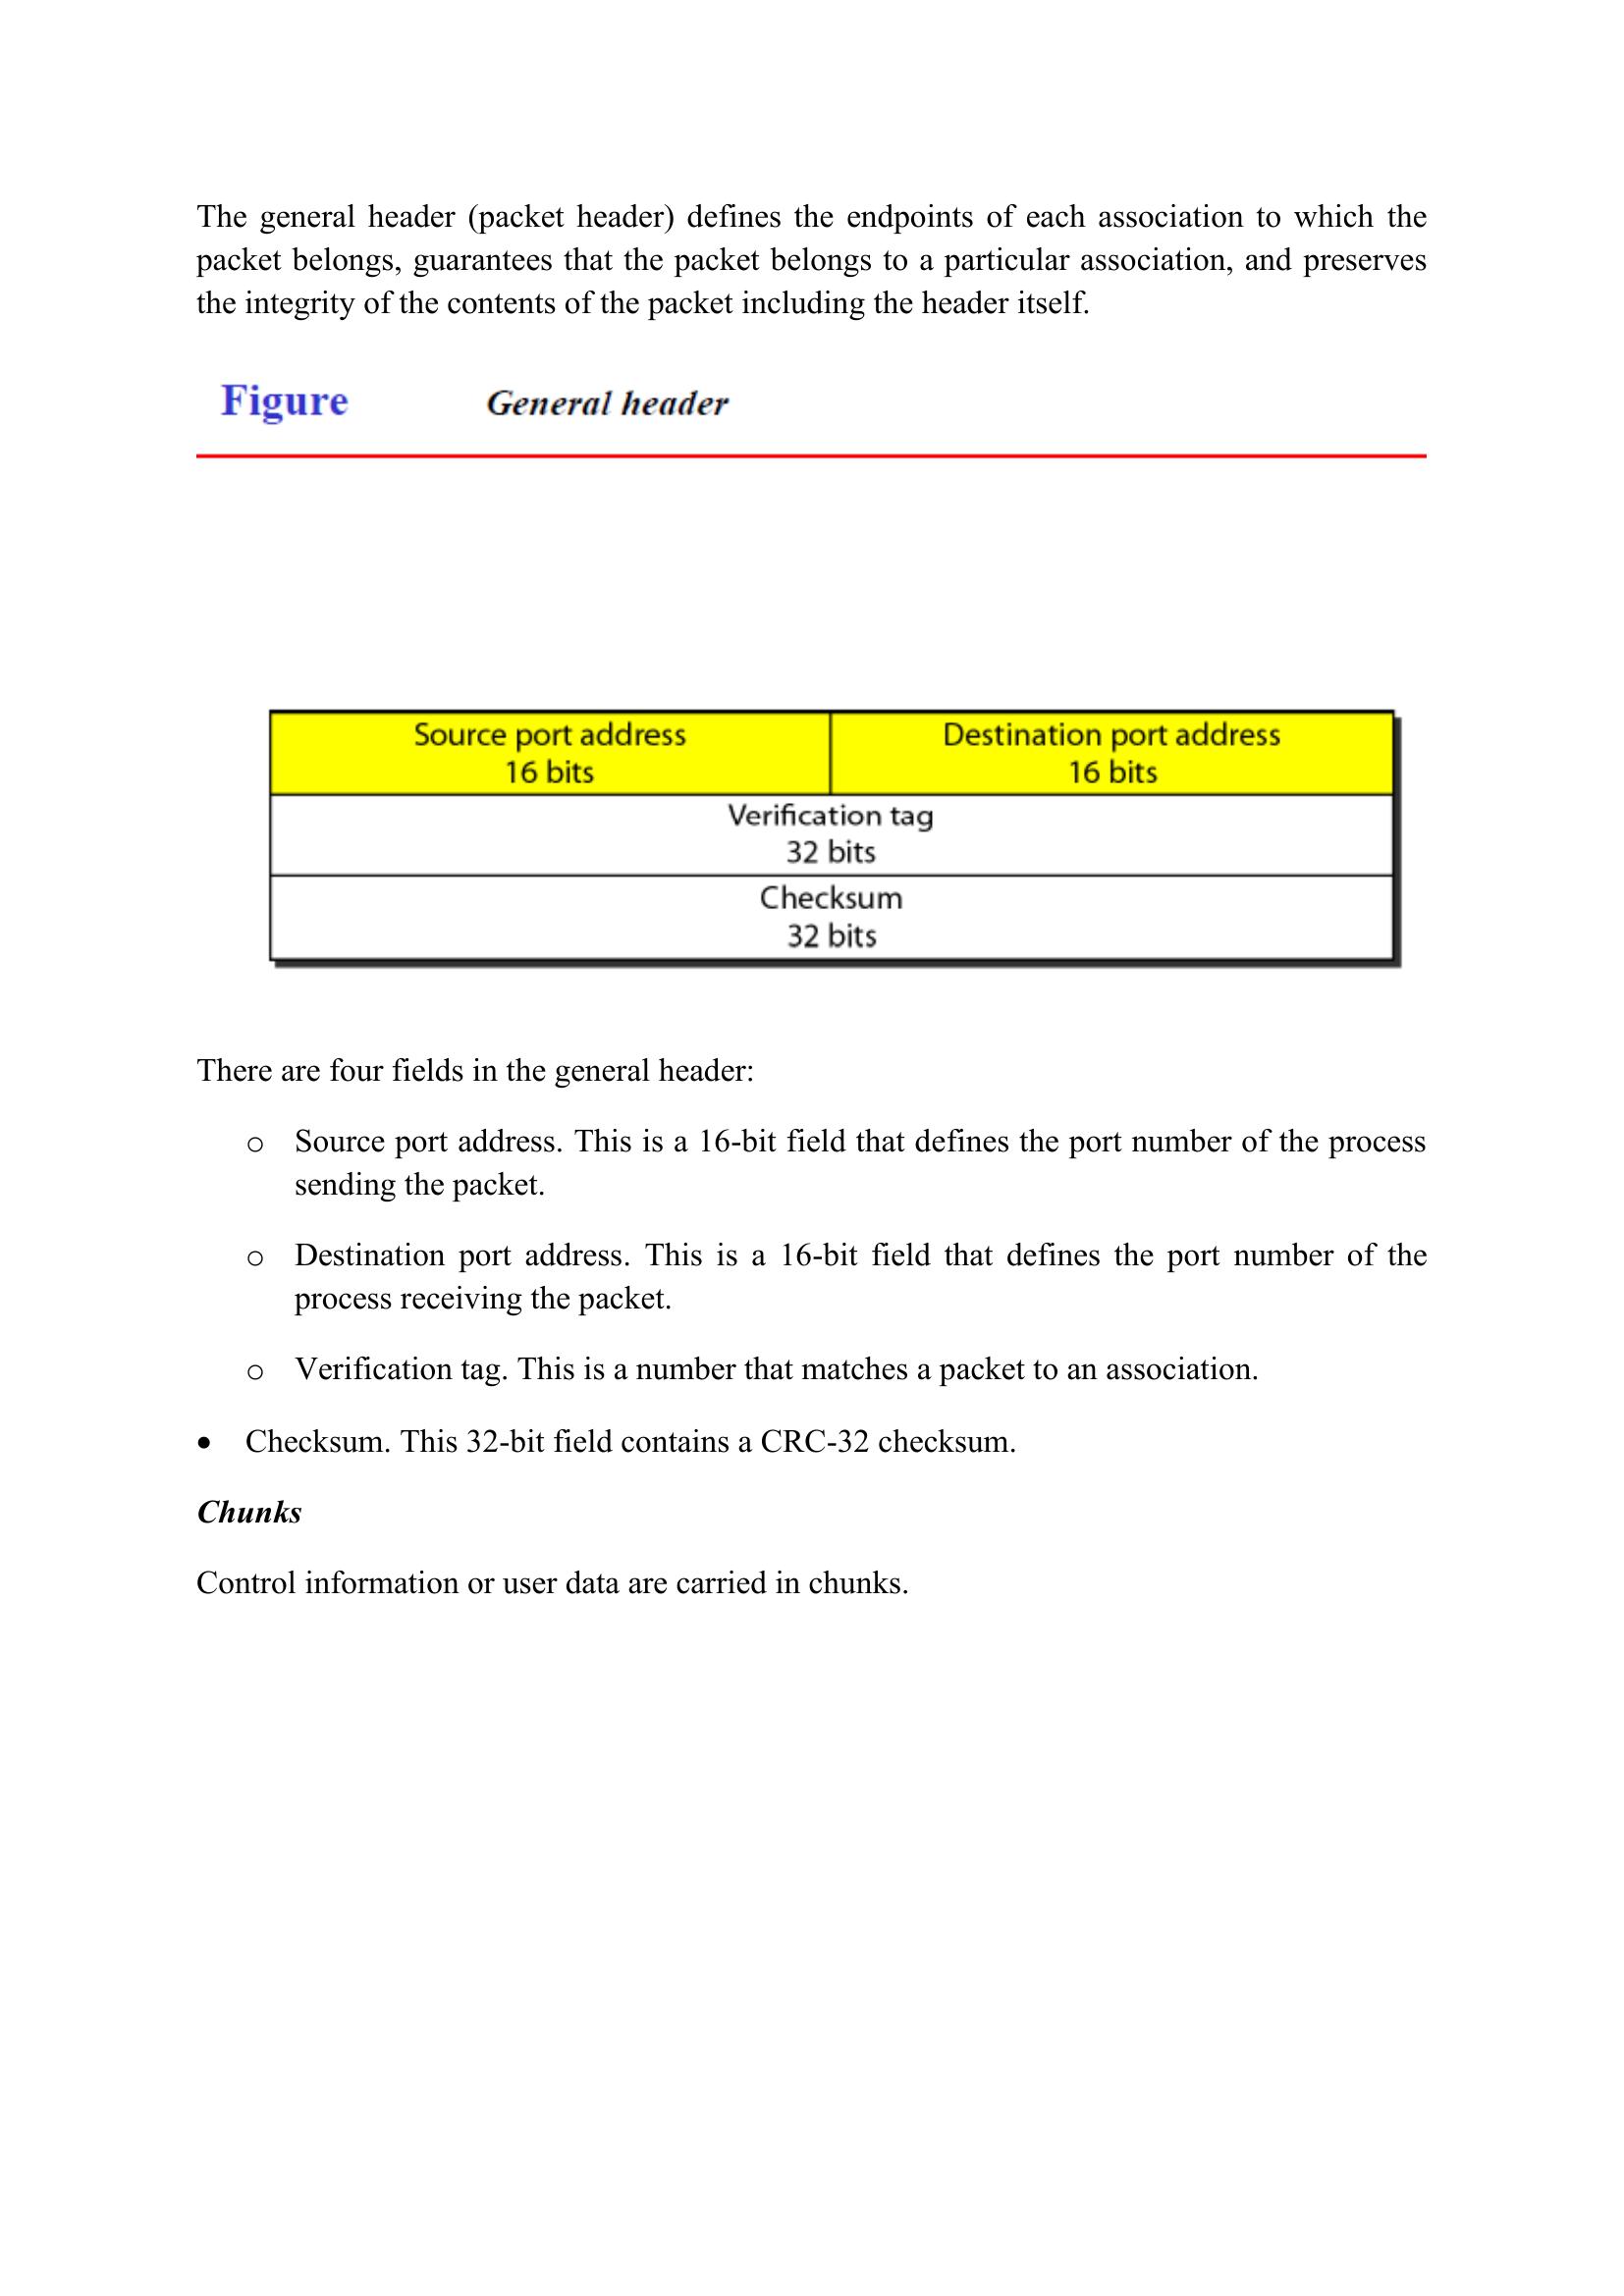 The general header (packet header) defines the endpoints of each association to which the
packet belongs, guarantees that the packet belongs to a particular association, and preserves
the integrity of the contents of the packet including the header itself.
Figure General header
Source port address
16 bits
Destination port address
16 bits
Verification tag
32 bits
Checksum
32 bits
There are four fields in the general header:
o Source port address. This is a 16-bit field that defines the port number of the process
sending the packet.
o Destination port address. This is a 16-bit field that defines the port number of the
process receiving the packet.
o Verification tag. This is a number that matches a packet to an association.
• Checksum. This 32-bit field contains a CRC-32 checksum.
Chunks
Control information or user data are carried in chunks.